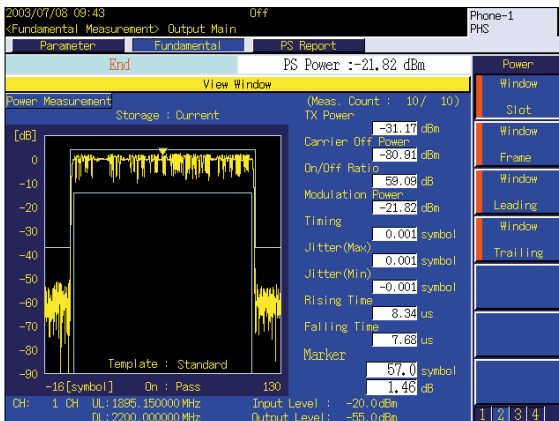 2003/07/08 09:43 Off Phone-1
<Fundamental Measurement> Output Main PHS
Parameter Fundamental PS Report
End PS Power :-21.82 dBm Power
View Window
Power Measurement (Meas. Count : 10/ 10)
Storage : Current
TX Power
-31.17 dBm
Carrier Off Power
-80.91 dBm
On/Off Ratio
59.09 dB
Modulation Power
-21.82 dBm
Timing
0.001 symbol
Jitter(Max)
0.001 symbol
Jitter(Min)
-0.001 symbol
Rising Time
8.34 us
Falling Time
7.68 us
Marker
57.0 symbol
1.46 dB
[dB]
0
-10
-20
-30
-40
-50
-60
-70
-80
-90
Template : Standard
-16[symbol] On : Pass 130
CH: 1 CH UL:1895.150000MHz Input Level : -20.0dBm
DL:2200.000000MHz Output Level: -55.0dBm
Window
Slot
Window
Frame
Window
Leading
Window
Trailing
1 2 3 4